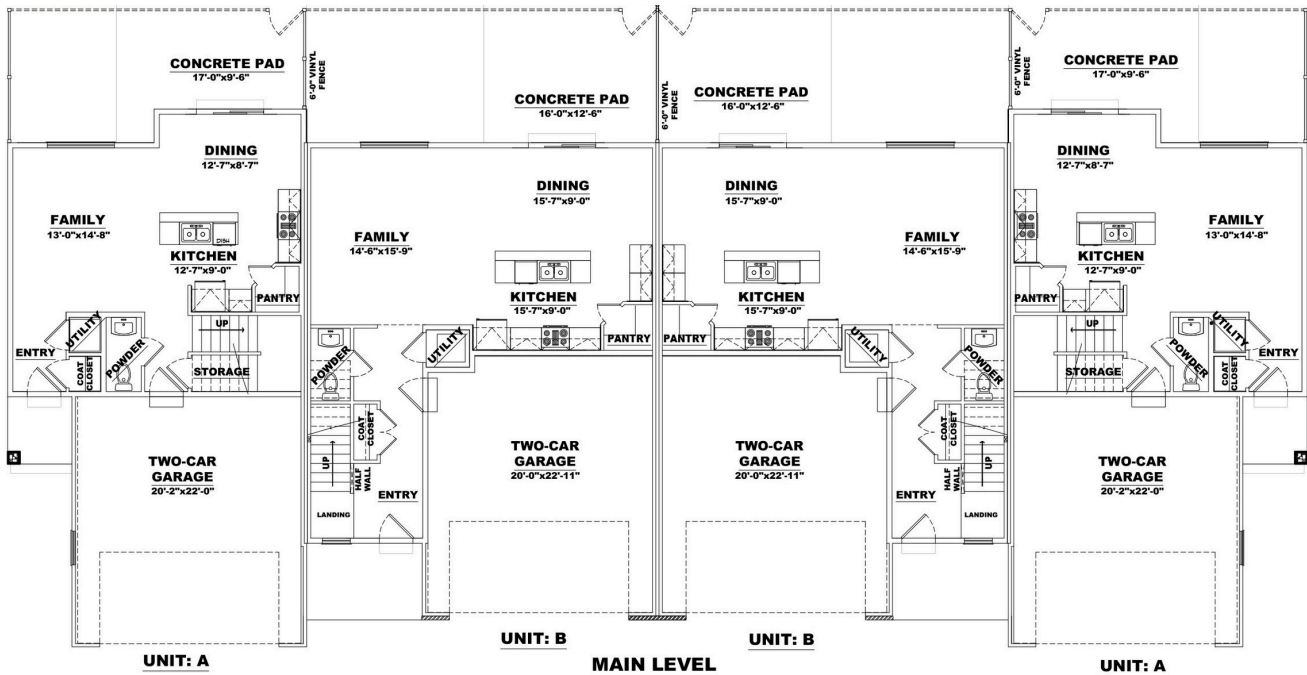 CONCRETE PAD
17'-0"x9'-6"
6'-0" VINYL
FENCE
DINING
12'-7"x8'-7"
FAMILY
13'-0"x14'-8"
DISH
KITCHEN
12'-7"x9'-0"
PANTRY
UP
UTILITY
POWDER
ENTRY
COAT
CLOSET
STORAGE
TWO-CAR
GARAGE
20'-2"x22'-0"
UNIT: A
CONCRETE PAD
16'-0"x12'-6"
DINING
15'-7"x9'-0"
FAMILY
14'-6"x15'-9"
KITCHEN
15'-7"x9'-0"
PANTRY
UTILITY
POWDER
COAT
CLOSET
UP
HALF
WALL
ENTRY
LANDING
TWO-CAR
GARAGE
20'-0"x22'-11"
UNIT: B
6'-0" VINYL
FENCE
CONCRETE PAD
16'-0"x12'-6"
DINING
15'-7"x9'-0"
FAMILY
14'-6"x15'-9"
KITCHEN
15'-7"x9'-0"
PANTRY
UTILITY
POWDER
COAT
CLOSET
UP
HALF
WALL
ENTRY
LANDING
TWO-CAR
GARAGE
20'-0"x22'-11"
UNIT: B
6'-0" VINYL
FENCE
CONCRETE PAD
17'-0"x9'-6"
DINING
12'-7"x8'-7"
FAMILY
13'-0"x14'-8"
KITCHEN
12'-7"x9'-0"
PANTRY
UP
UTILITY
POWDER
ENTRY
COAT
CLOSET
STORAGE
TWO-CAR
GARAGE
20'-2"x22'-0"
UNIT: A
MAIN LEVEL